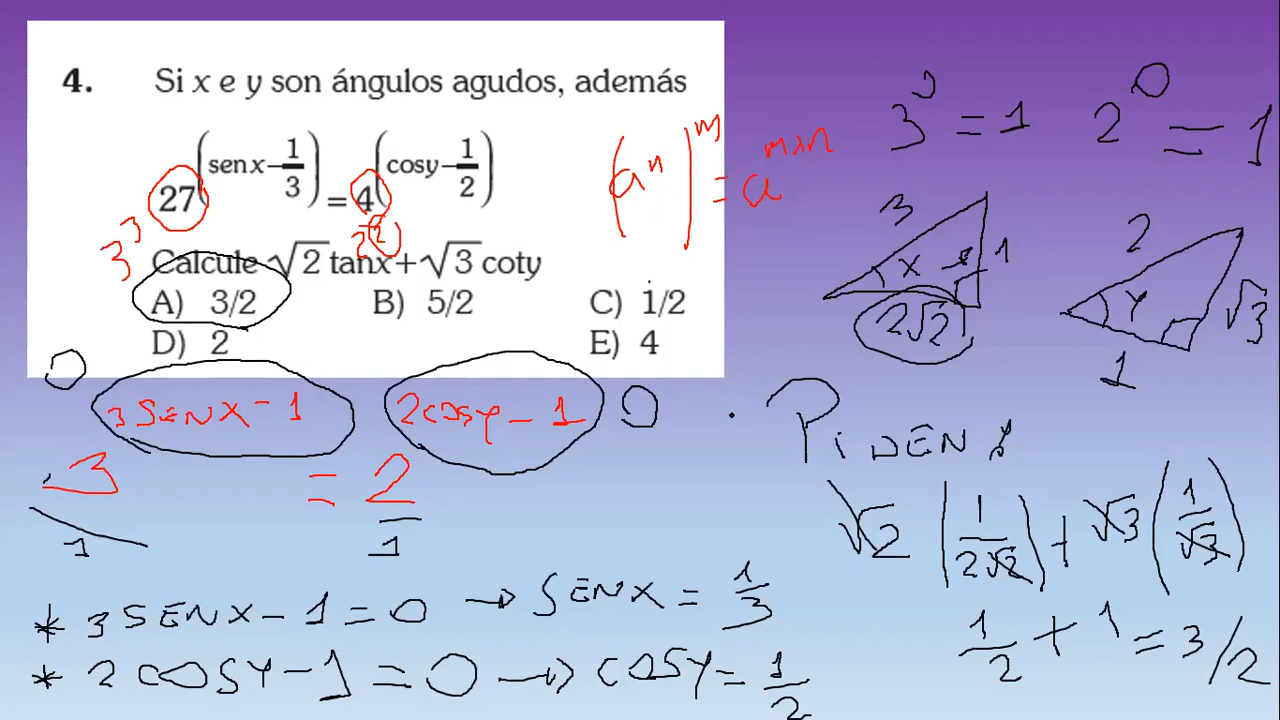 4. Si x e y son ángulos agudos, además
27^(senx−1/3) = 4^(cosy−1/2)
3^3
2^2
(a^n)^m = a^mxn
Calcule √2 tanx+√3 coty
A) 3/2 B) 5/2 C) 1/2
D) 2 E) 4
3^0 = 1 2^0 = 1
3 x 1 2√2
2 y √3 1
0 3SENX-1 2COSY-1 0
3 = 2
1 1
* 3SENX-1=0 → SENX = 1/3
* 2COSY-1=0 → COSY=1/2
PIDEN:
√2 (1/2√2) + √3 (1/√3)
1/2 + 1 = 3/2